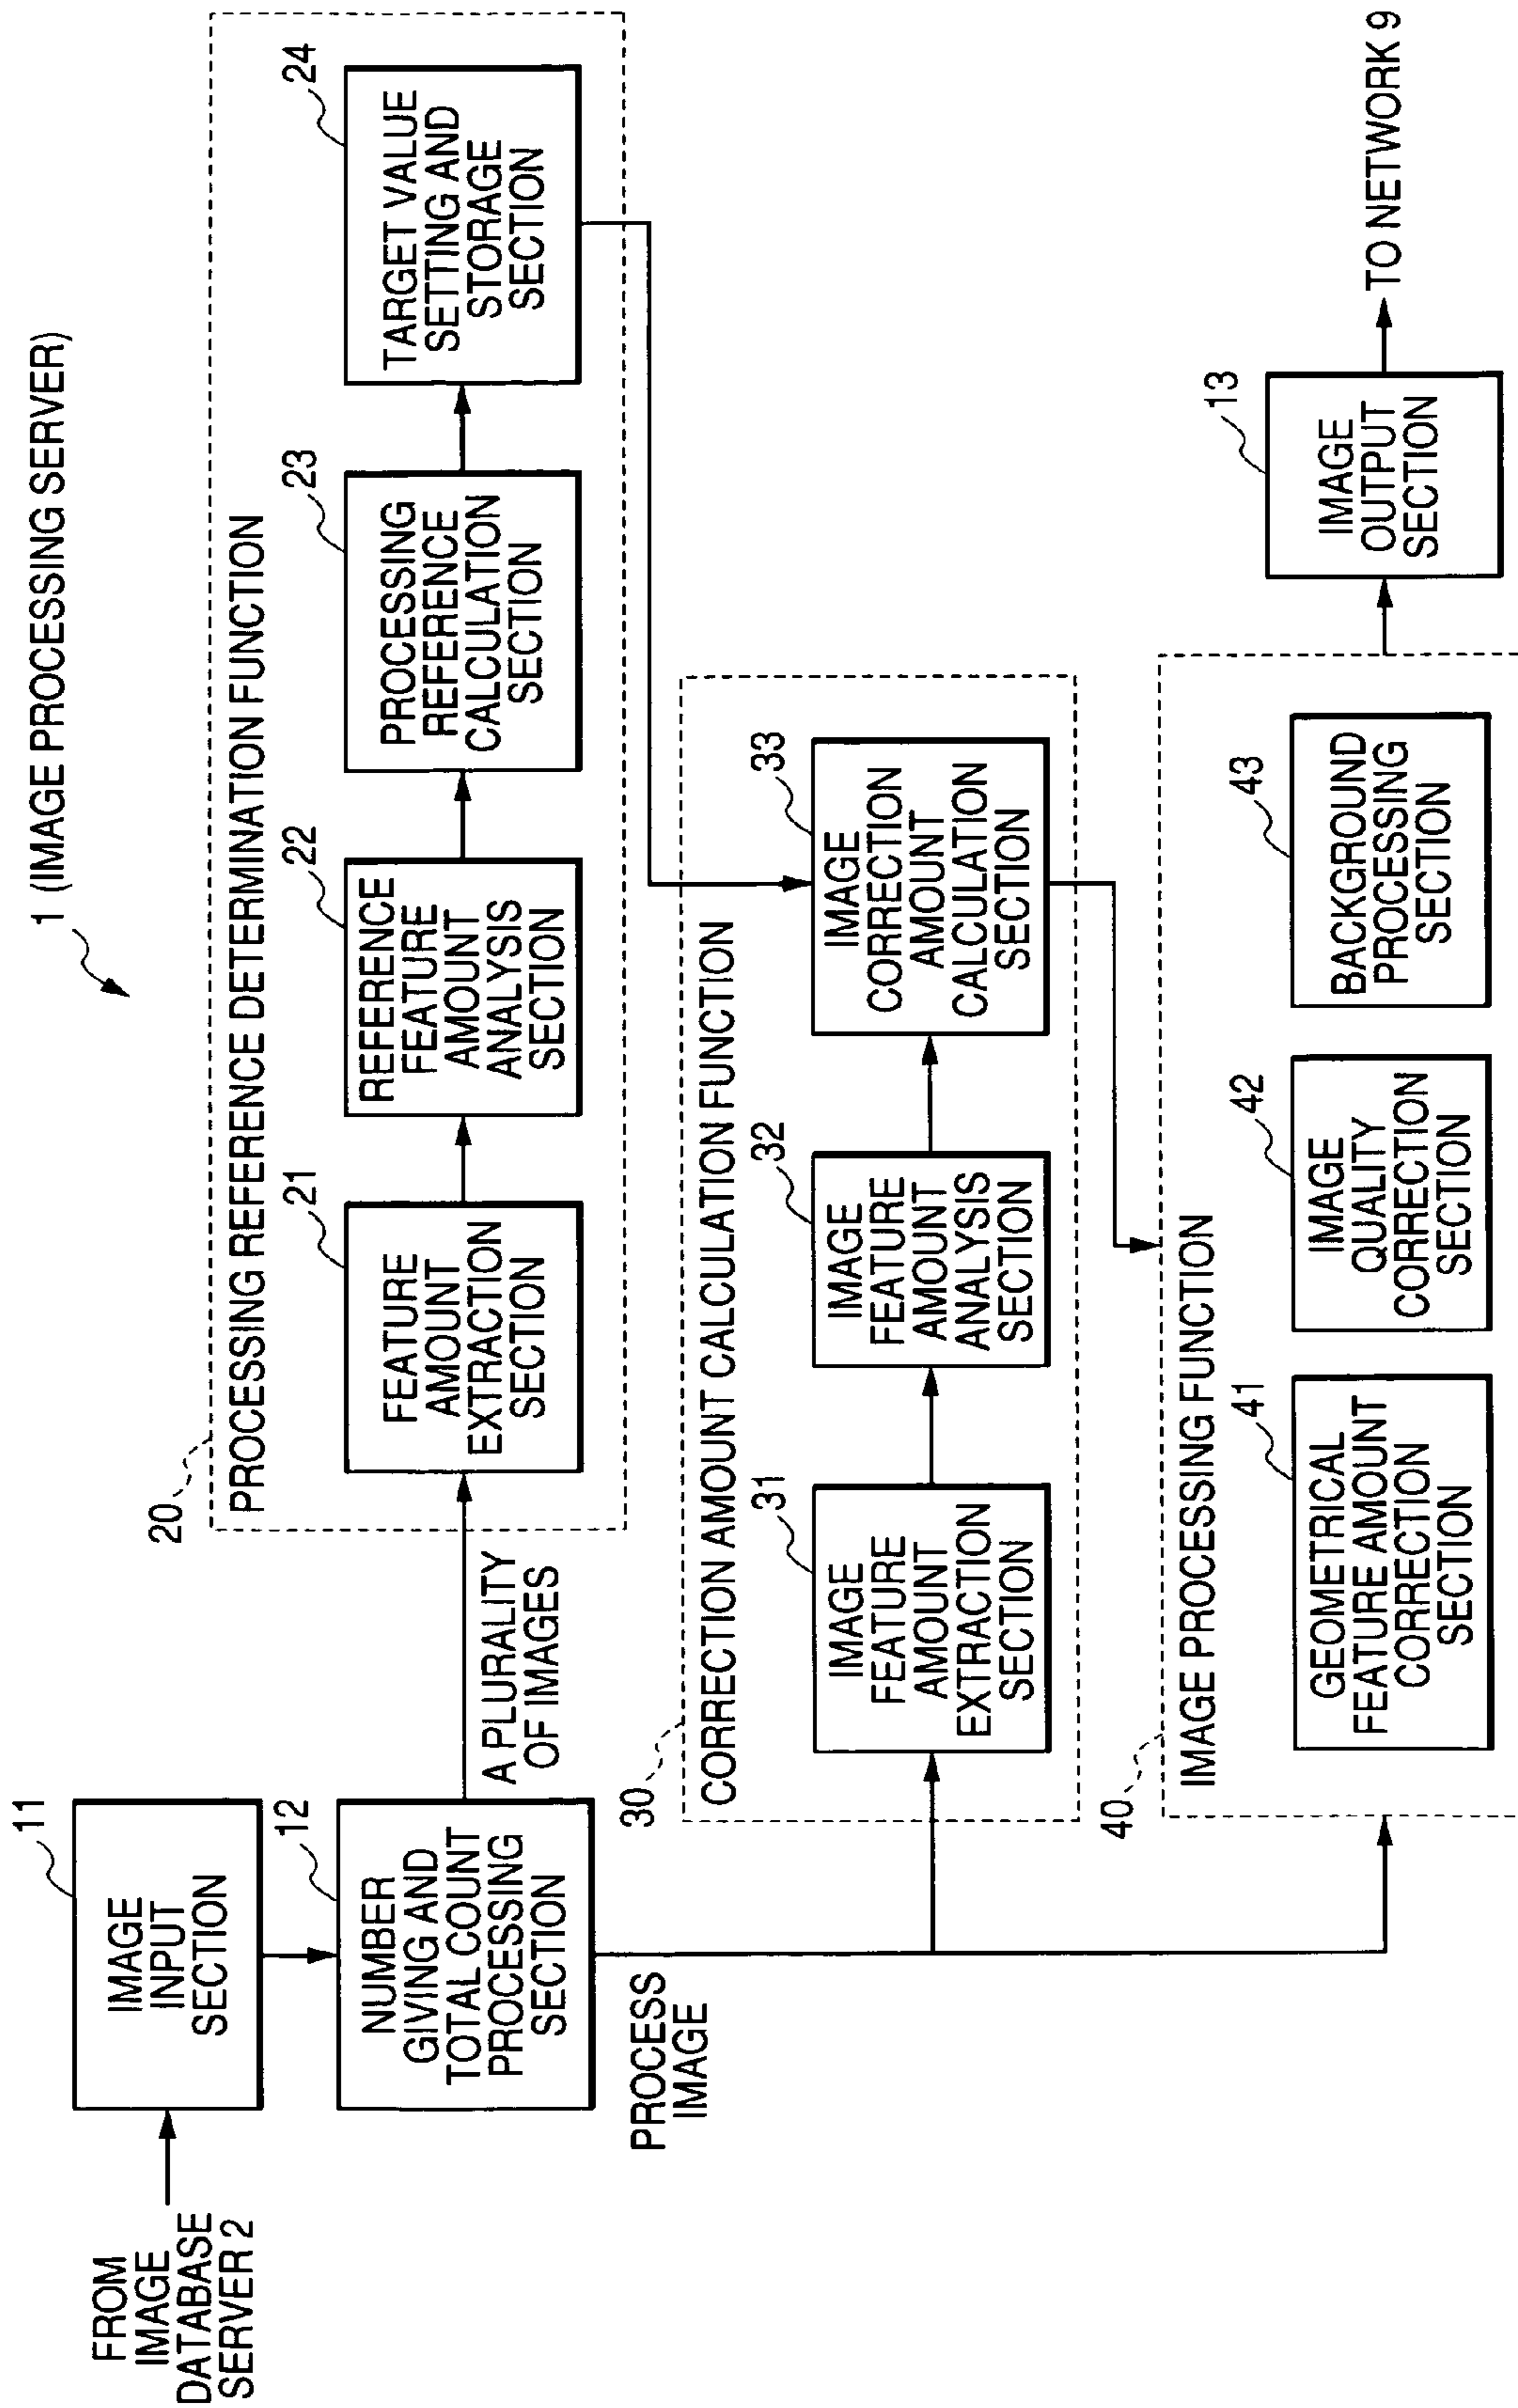 1 (IMAGE PROCESSING SERVER)
FROM
IMAGE
DATABASE
SERVER 2
11
IMAGE
INPUT
SECTION
12
NUMBER
GIVING AND
TOTAL COUNT
PROCESSING
SECTION
A PLURALITY
OF IMAGES
PROCESS
IMAGE
20
PROCESSING REFERENCE DETERMINATION FUNCTION
21
FEATURE
AMOUNT
EXTRACTION
SECTION
22
REFERENCE
FEATURE
AMOUNT
ANALYSIS
SECTION
23
PROCESSING
REFERENCE
CALCULATION
SECTION
24
TARGET VALUE
SETTING AND
STORAGE
SECTION
30
CORRECTION AMOUNT CALCULATION FUNCTION
31
IMAGE
FEATURE
AMOUNT
EXTRACTION
SECTION
32
IMAGE
FEATURE
AMOUNT
ANALYSIS
SECTION
33
IMAGE
CORRECTION
AMOUNT
CALCULATION
SECTION
40
IMAGE PROCESSING FUNCTION
41
GEOMETRICAL
FEATURE AMOUNT
CORRECTION
SECTION
42
IMAGE
QUALITY
CORRECTION
SECTION
43
BACKGROUND
PROCESSING
SECTION
13
IMAGE
OUTPUT
SECTION
TO NETWORK 9